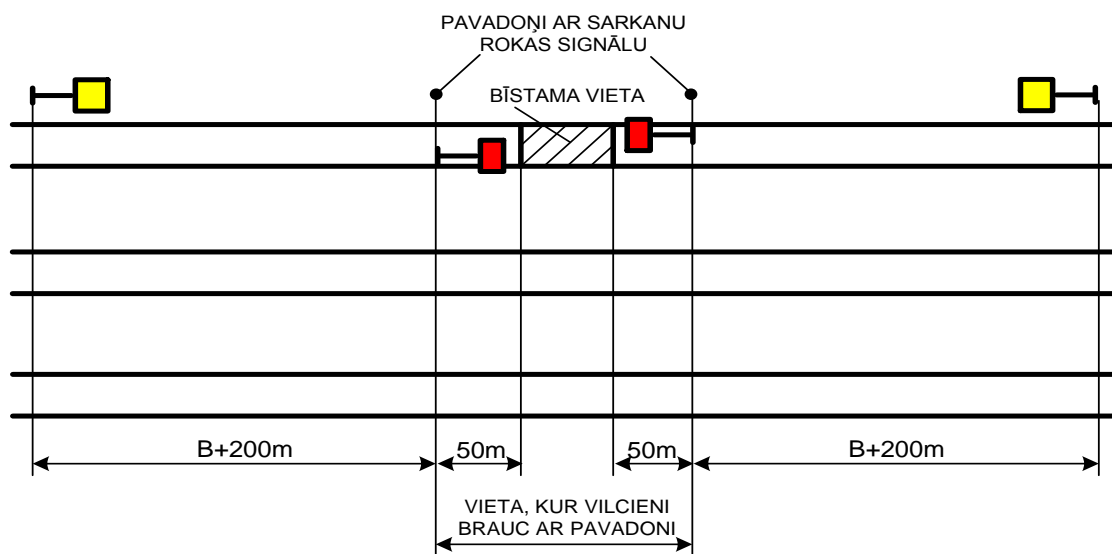 PAVADOŅI AR SARKANU
ROKAS SIGNĀLU
BĪSTAMA VIETA
B+200m
50m
50m
B+200m
VIETA, KUR VILCIENI
BRAUC AR PAVADONI